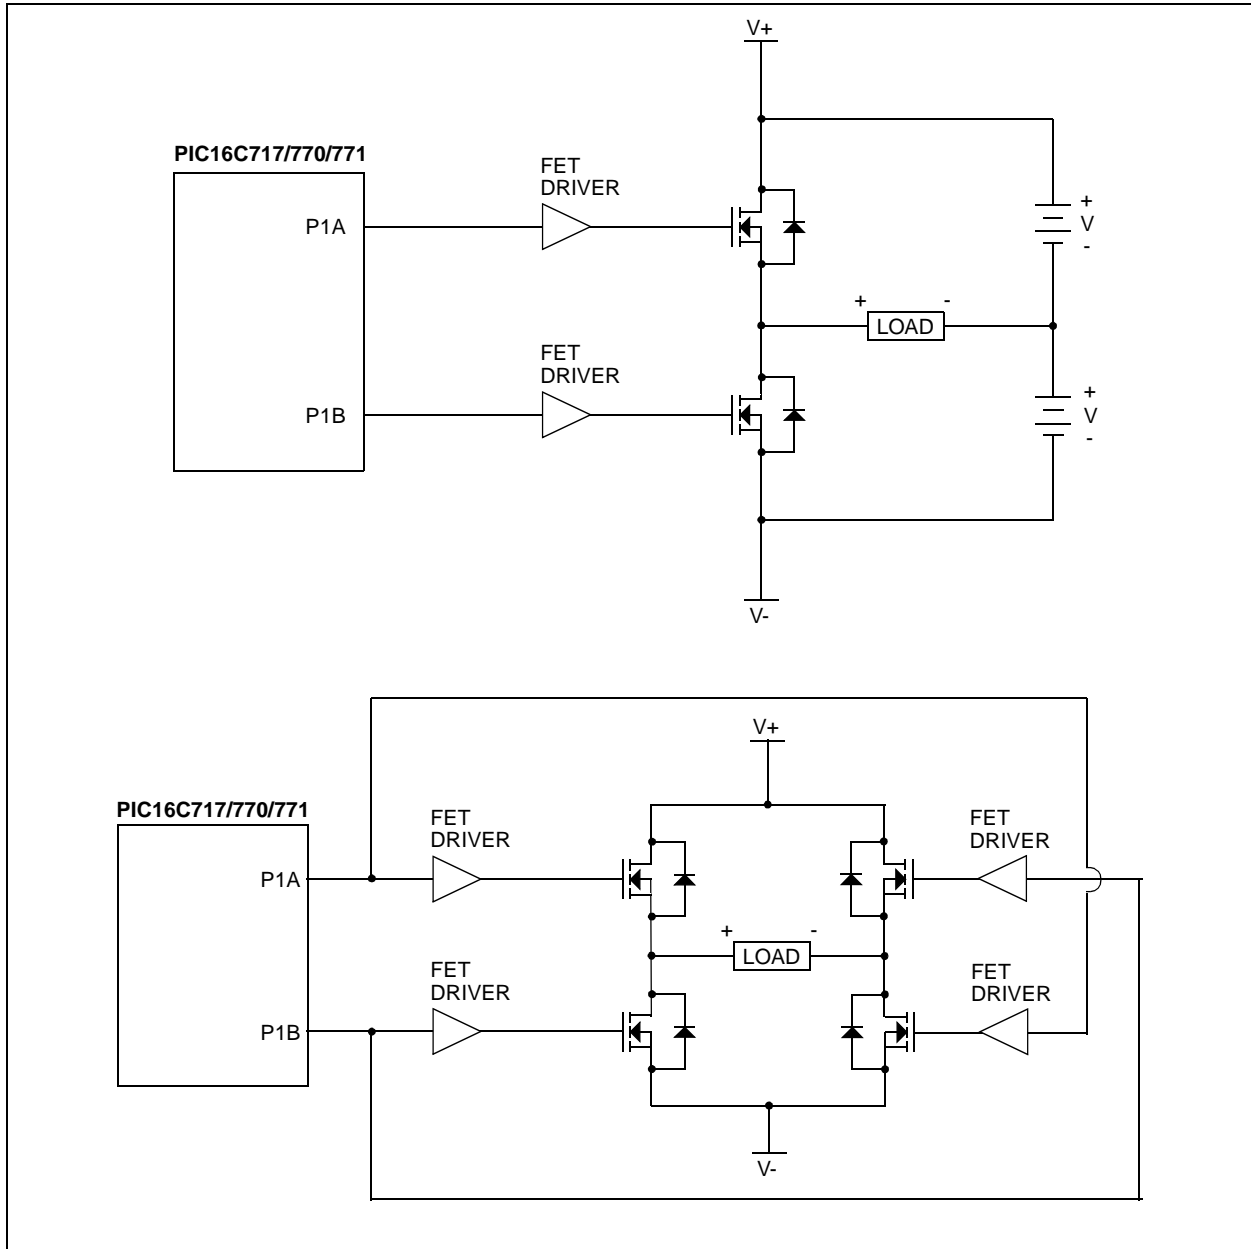 V+
PIC16C717/770/771
FET
DRIVER
P1A
+
V
-
+ -
LOAD
FET
DRIVER
P1B
+
V
-
V-
V+
PIC16C717/770/771
FET
DRIVER
FET
DRIVER
P1A
+ -
LOAD
FET
DRIVER
FET
DRIVER
P1B
V-